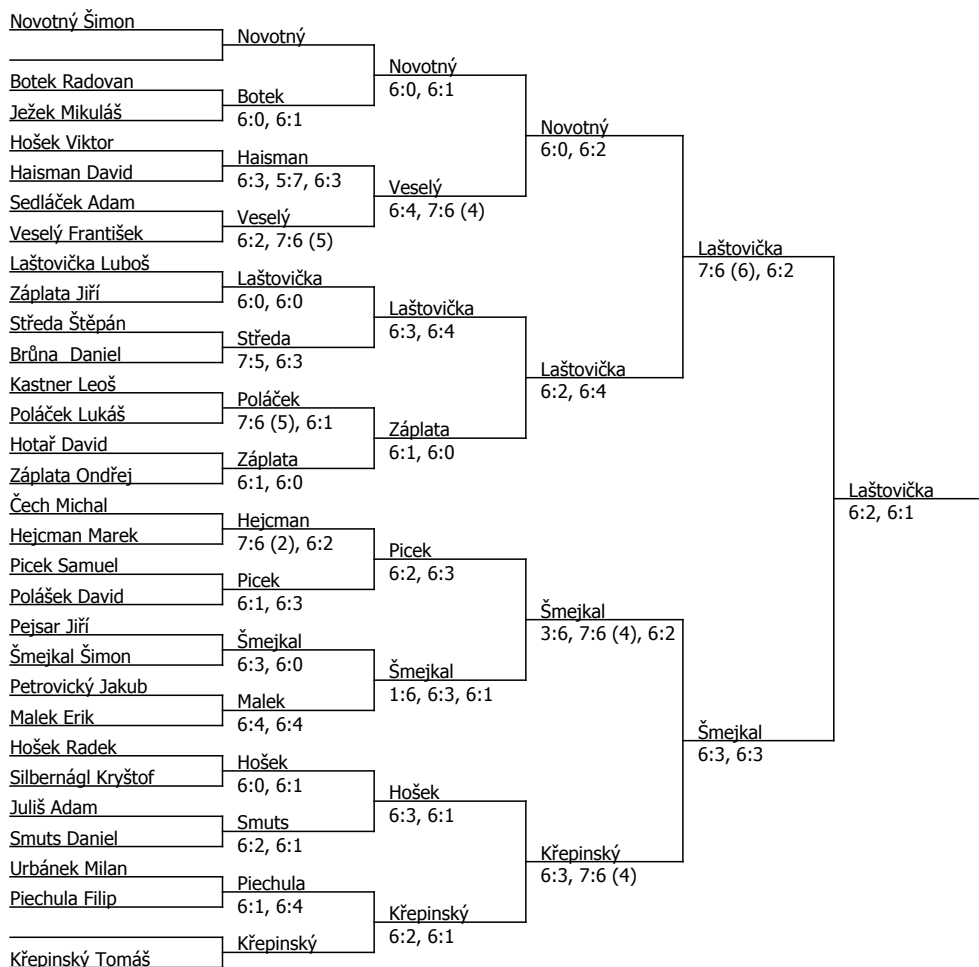 Novotný Šimon
Novotný
Novotný
6:0, 6:1
Botek Radovan
Botek
6:0, 6:1
Ježek Mikuláš
Novotný
6:0, 6:2
Hošek Viktor
Haisman
6:3, 5:7, 6:3
Haisman David
Veselý
6:4, 7:6 (4)
Sedláček Adam
Veselý
6:2, 7:6 (5)
Veselý František
Laštovička
7:6 (6), 6:2
Laštovička Luboš
Laštovička
6:0, 6:0
Záplata Jiří
Laštovička
6:3, 6:4
Středa Štěpán
Středa
7:5, 6:3
Brůna  Daniel
Laštovička
6:2, 6:4
Kastner Leoš
Poláček
7:6 (5), 6:1
Poláček Lukáš
Záplata
6:1, 6:0
Hotař David
Záplata
6:1, 6:0
Záplata Ondřej
Laštovička
6:2, 6:1
Čech Michal
Hejcman
7:6 (2), 6:2
Hejcman Marek
Picek
6:2, 6:3
Picek Samuel
Picek
6:1, 6:3
Polášek David
Šmejkal
3:6, 7:6 (4), 6:2
Pejsar Jiří
Šmejkal
6:3, 6:0
Šmejkal Šimon
Šmejkal
1:6, 6:3, 6:1
Petrovický Jakub
Malek
6:4, 6:4
Malek Erik
Šmejkal
6:3, 6:3
Hošek Radek
Hošek
6:0, 6:1
Silbernágl Kryštof
Hošek
6:3, 6:1
Juliš Adam
Smuts
6:2, 6:1
Smuts Daniel
Křepinský
6:3, 7:6 (4)
Urbánek Milan
Piechula
6:1, 6:4
Piechula Filip
Křepinský
6:2, 6:1
Křepinský
Křepinský Tomáš